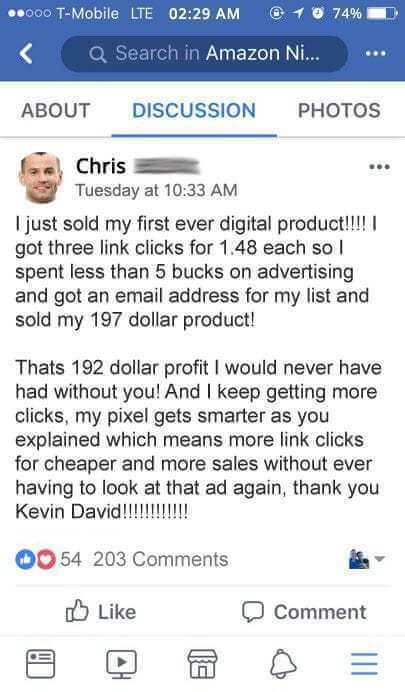 T-Mobile LTE 02:29 AM 74%
Search in Amazon Ni...
ABOUT DISCUSSION PHOTOS
Chris
Tuesday at 10:33 AM
I just sold my first ever digital product!!!! I
got three link clicks for 1.48 each so I
spent less than 5 bucks on advertising
and got an email address for my list and
sold my 197 dollar product!
Thats 192 dollar profit I would never have
had without you! And I keep getting more
clicks, my pixel gets smarter as you
explained which means more link clicks
for cheaper and more sales without ever
having to look at that ad again, thank you
Kevin David!!!!!!!!!!!!
54 203 Comments
Like Comment